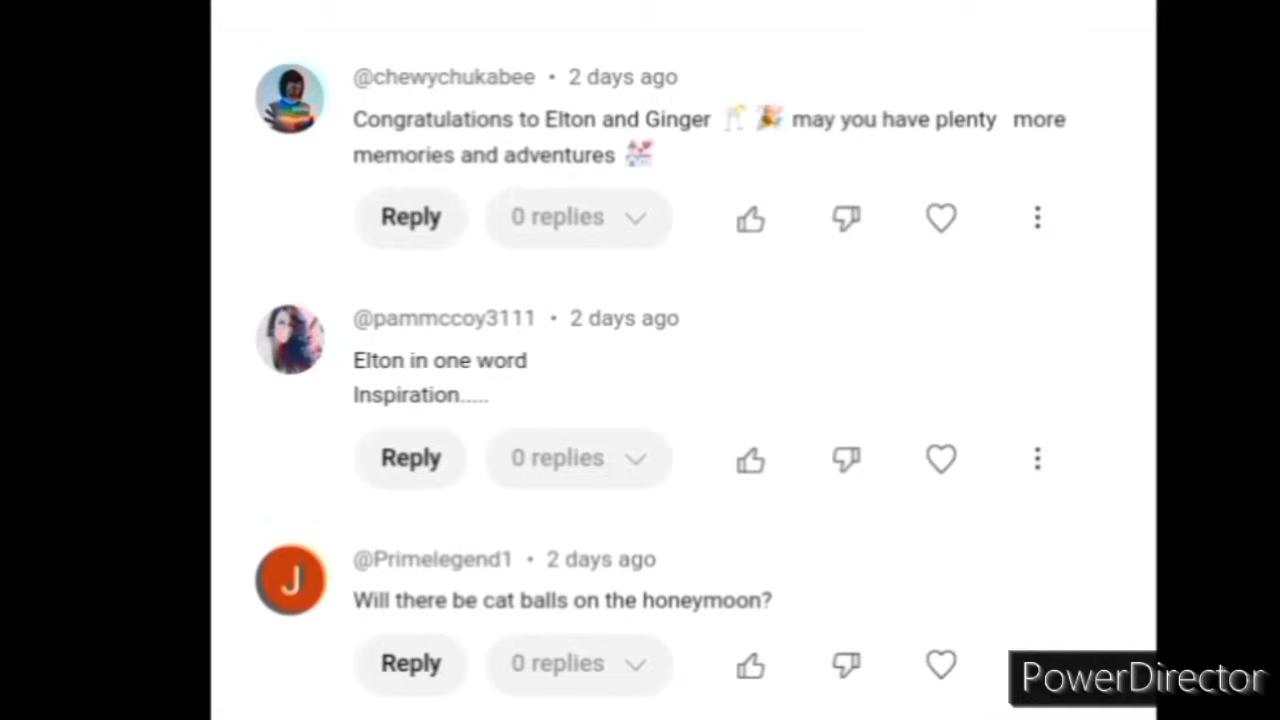 @chewychukabee • 2 days ago
Congratulations to Elton and Ginger 🥂 🎉 may you have plenty more
memories and adventures 💒
Reply 0 replies
@pammccoy3111 • 2 days ago
Elton in one word
Inspiration.....
Reply 0 replies
J
@Primelegend1 • 2 days ago
Will there be cat balls on the honeymoon?
Reply 0 replies
PowerDirector